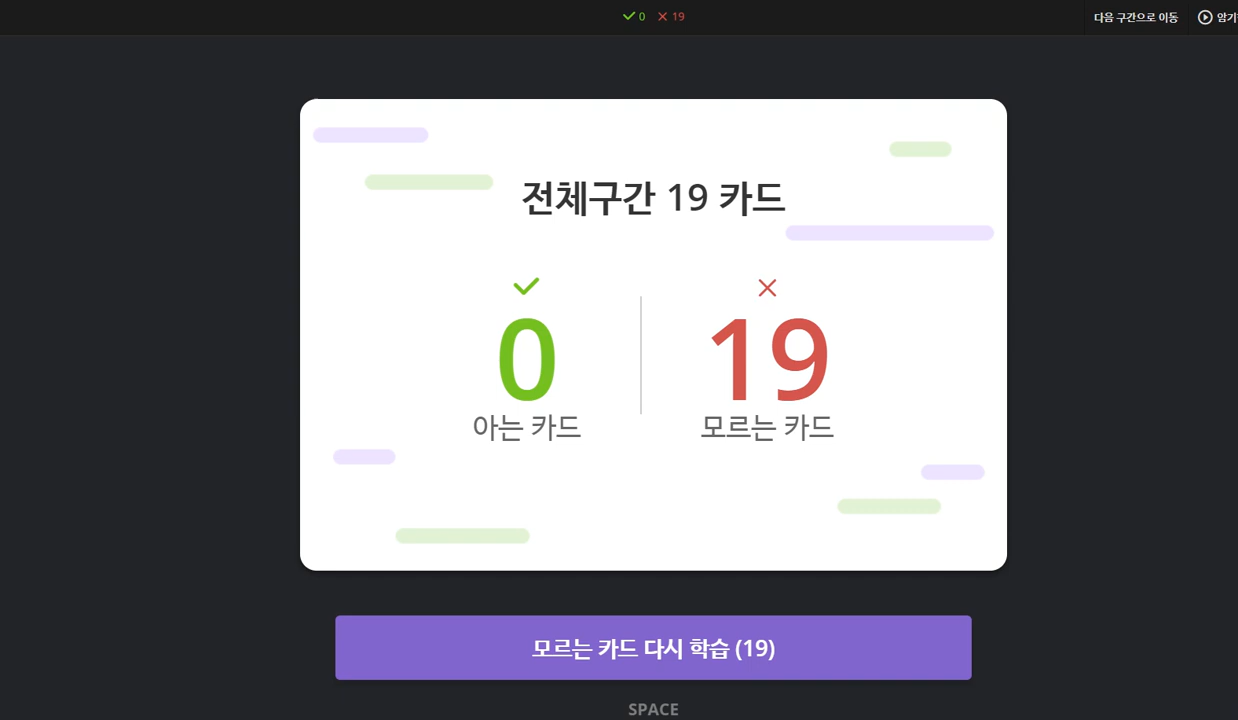 0 19 다음 구간으로 이동
전체구간 19 카드
0 19
아는 카드 모르는 카드
모르는 카드 다시 학습 (19)
SPACE